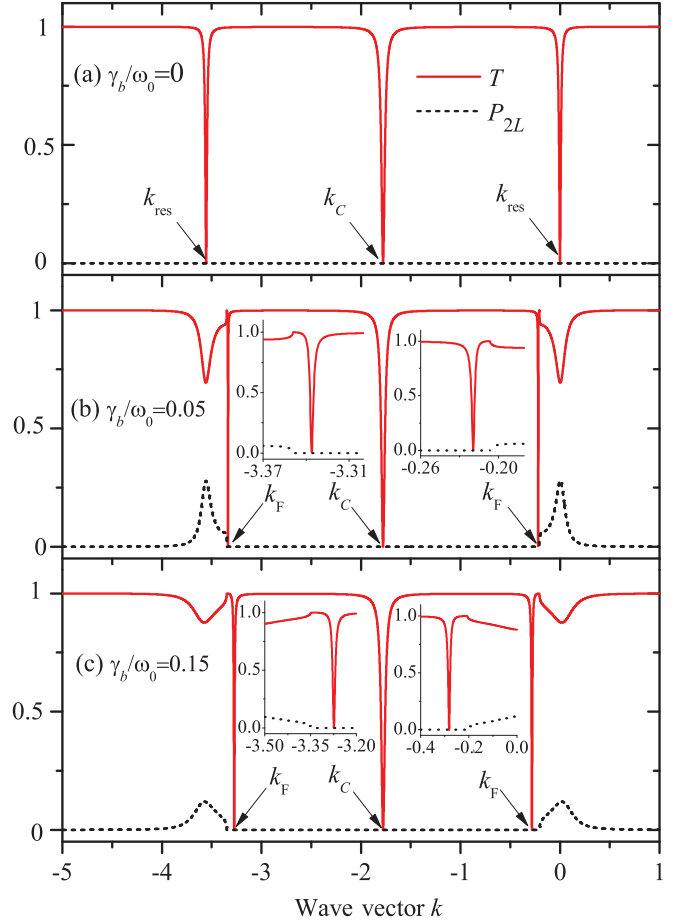 1
(a) γb/ω0=0
T
P2L
0.5
kres
kC
kres
0
1
1.0
1.0
0.5
0.5
(b) γb/ω0=0.05
0.5
0.0
0.0
-3.37
-3.31
-0.26
-0.20
kF
kC
kF
0
1
1.0
1.0
0.5
0.5
(c) γb/ω0=0.15
0.5
0.0
0.0
-3.50
-3.35
-3.20
-0.4
-0.2
0.0
kF
kC
kF
0
-5
-4
-3
-2
-1
0
1
Wave vector k